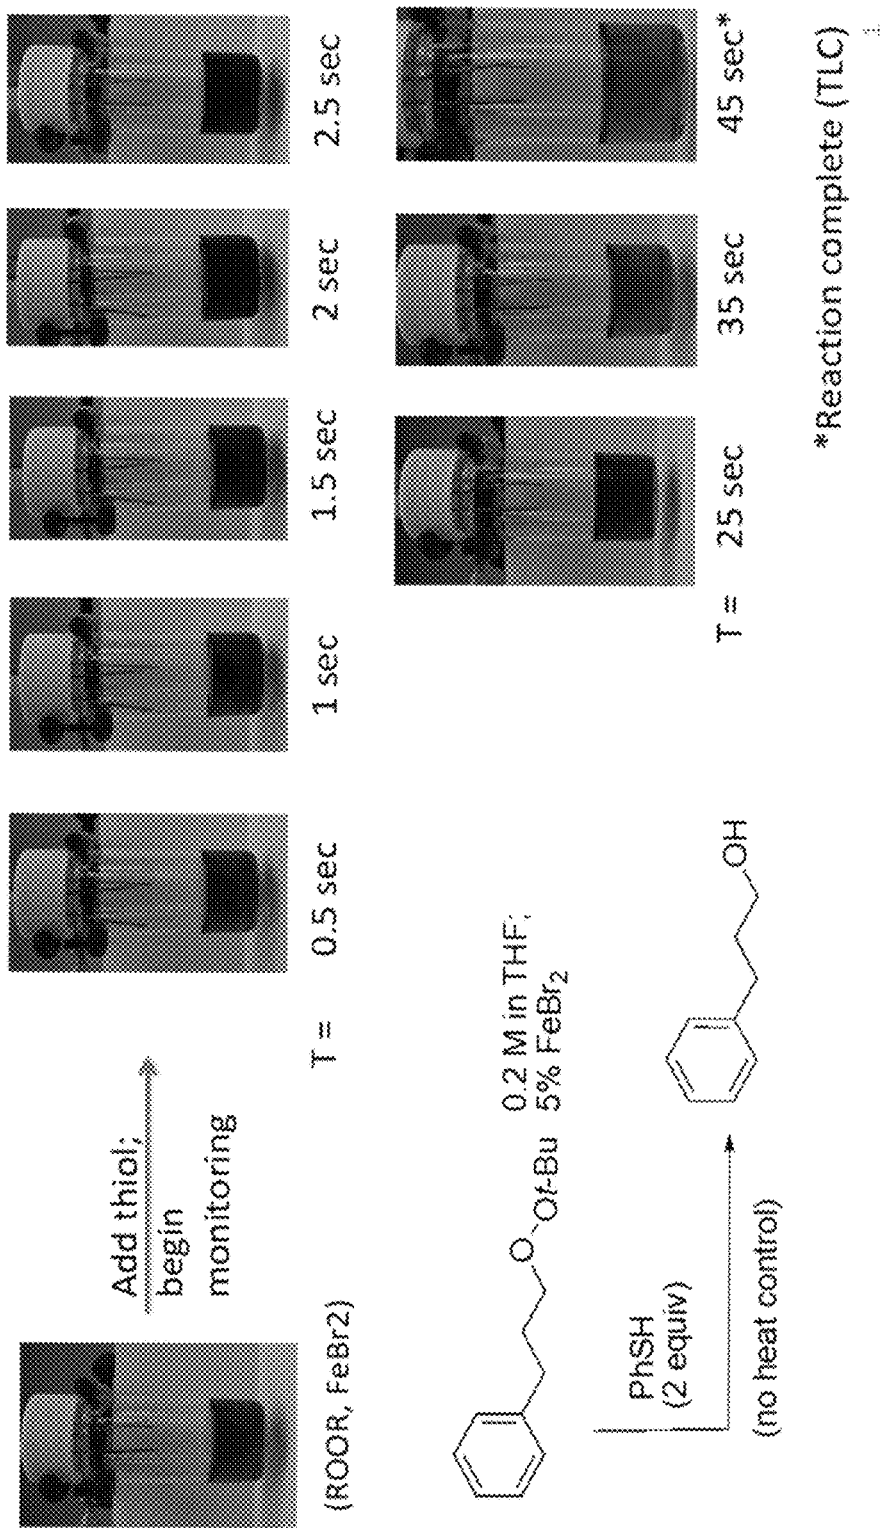 Add thiol;
begin
monitoring
(ROOR, FeBr2)
T = 0.5 sec 1 sec 1.5 sec 2 sec 2.5 sec
T = 25 sec 35 sec 45 sec*
*Reaction complete (TLC)
O
Ot-Bu
0.2 M in THF;
5% FeBr2
PhSH
(2 equiv)
(no heat control)
OH